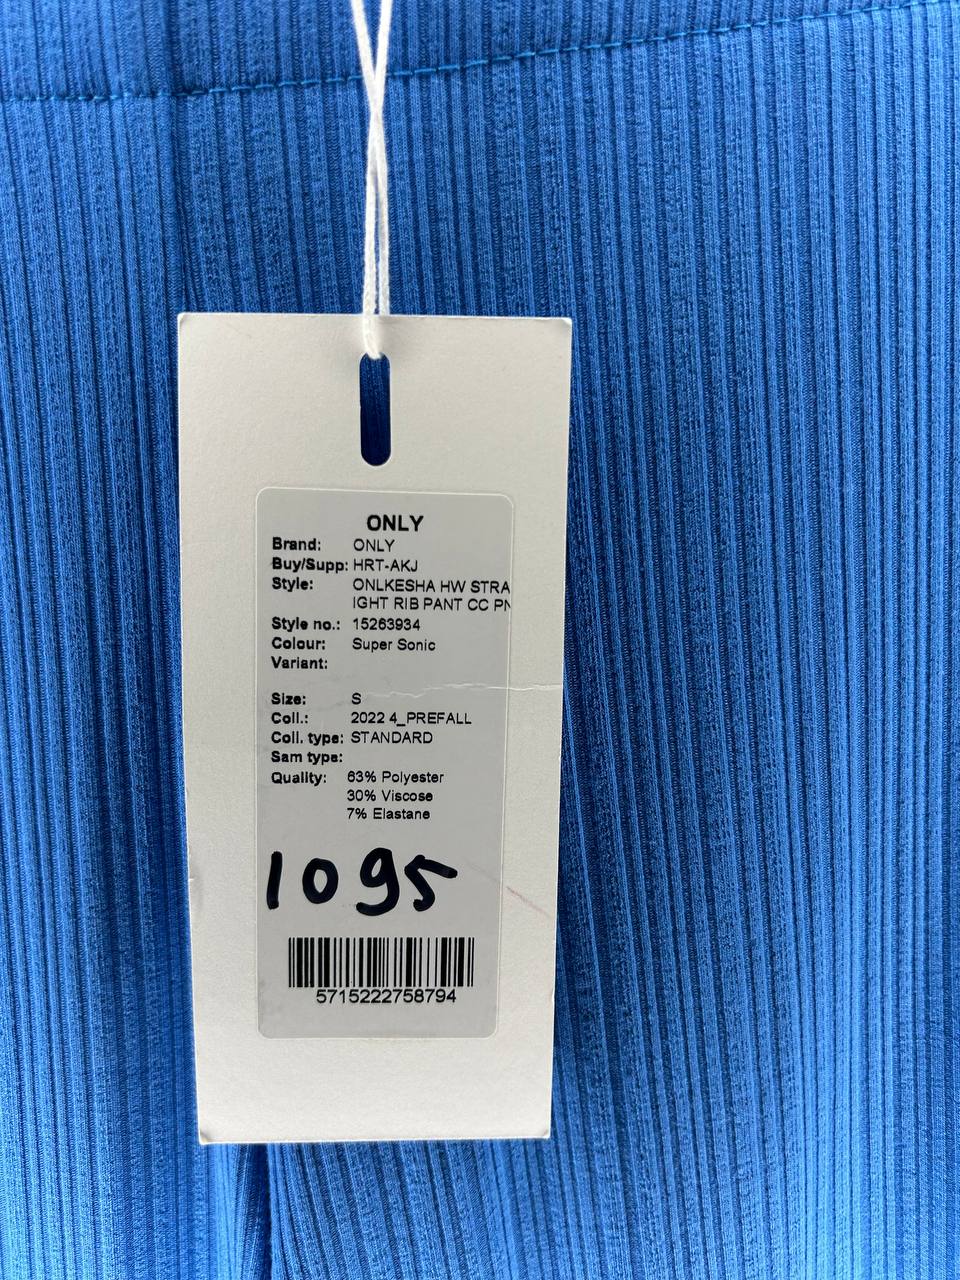 ONLY
Brand: ONLY
Buy/Supp: HRT-AKJ
Style: ONLKESHA HW STRA
IGHT RIB PANT CC PN
Style no.: 15263934
Colour: Super Sonic
Variant:
Size: S
Coll.: 2022 4_PREFALL
Coll. type: STANDARD
Sam type:
Quality: 63% Polyester
30% Viscose
7% Elastane
1095
5715222758794